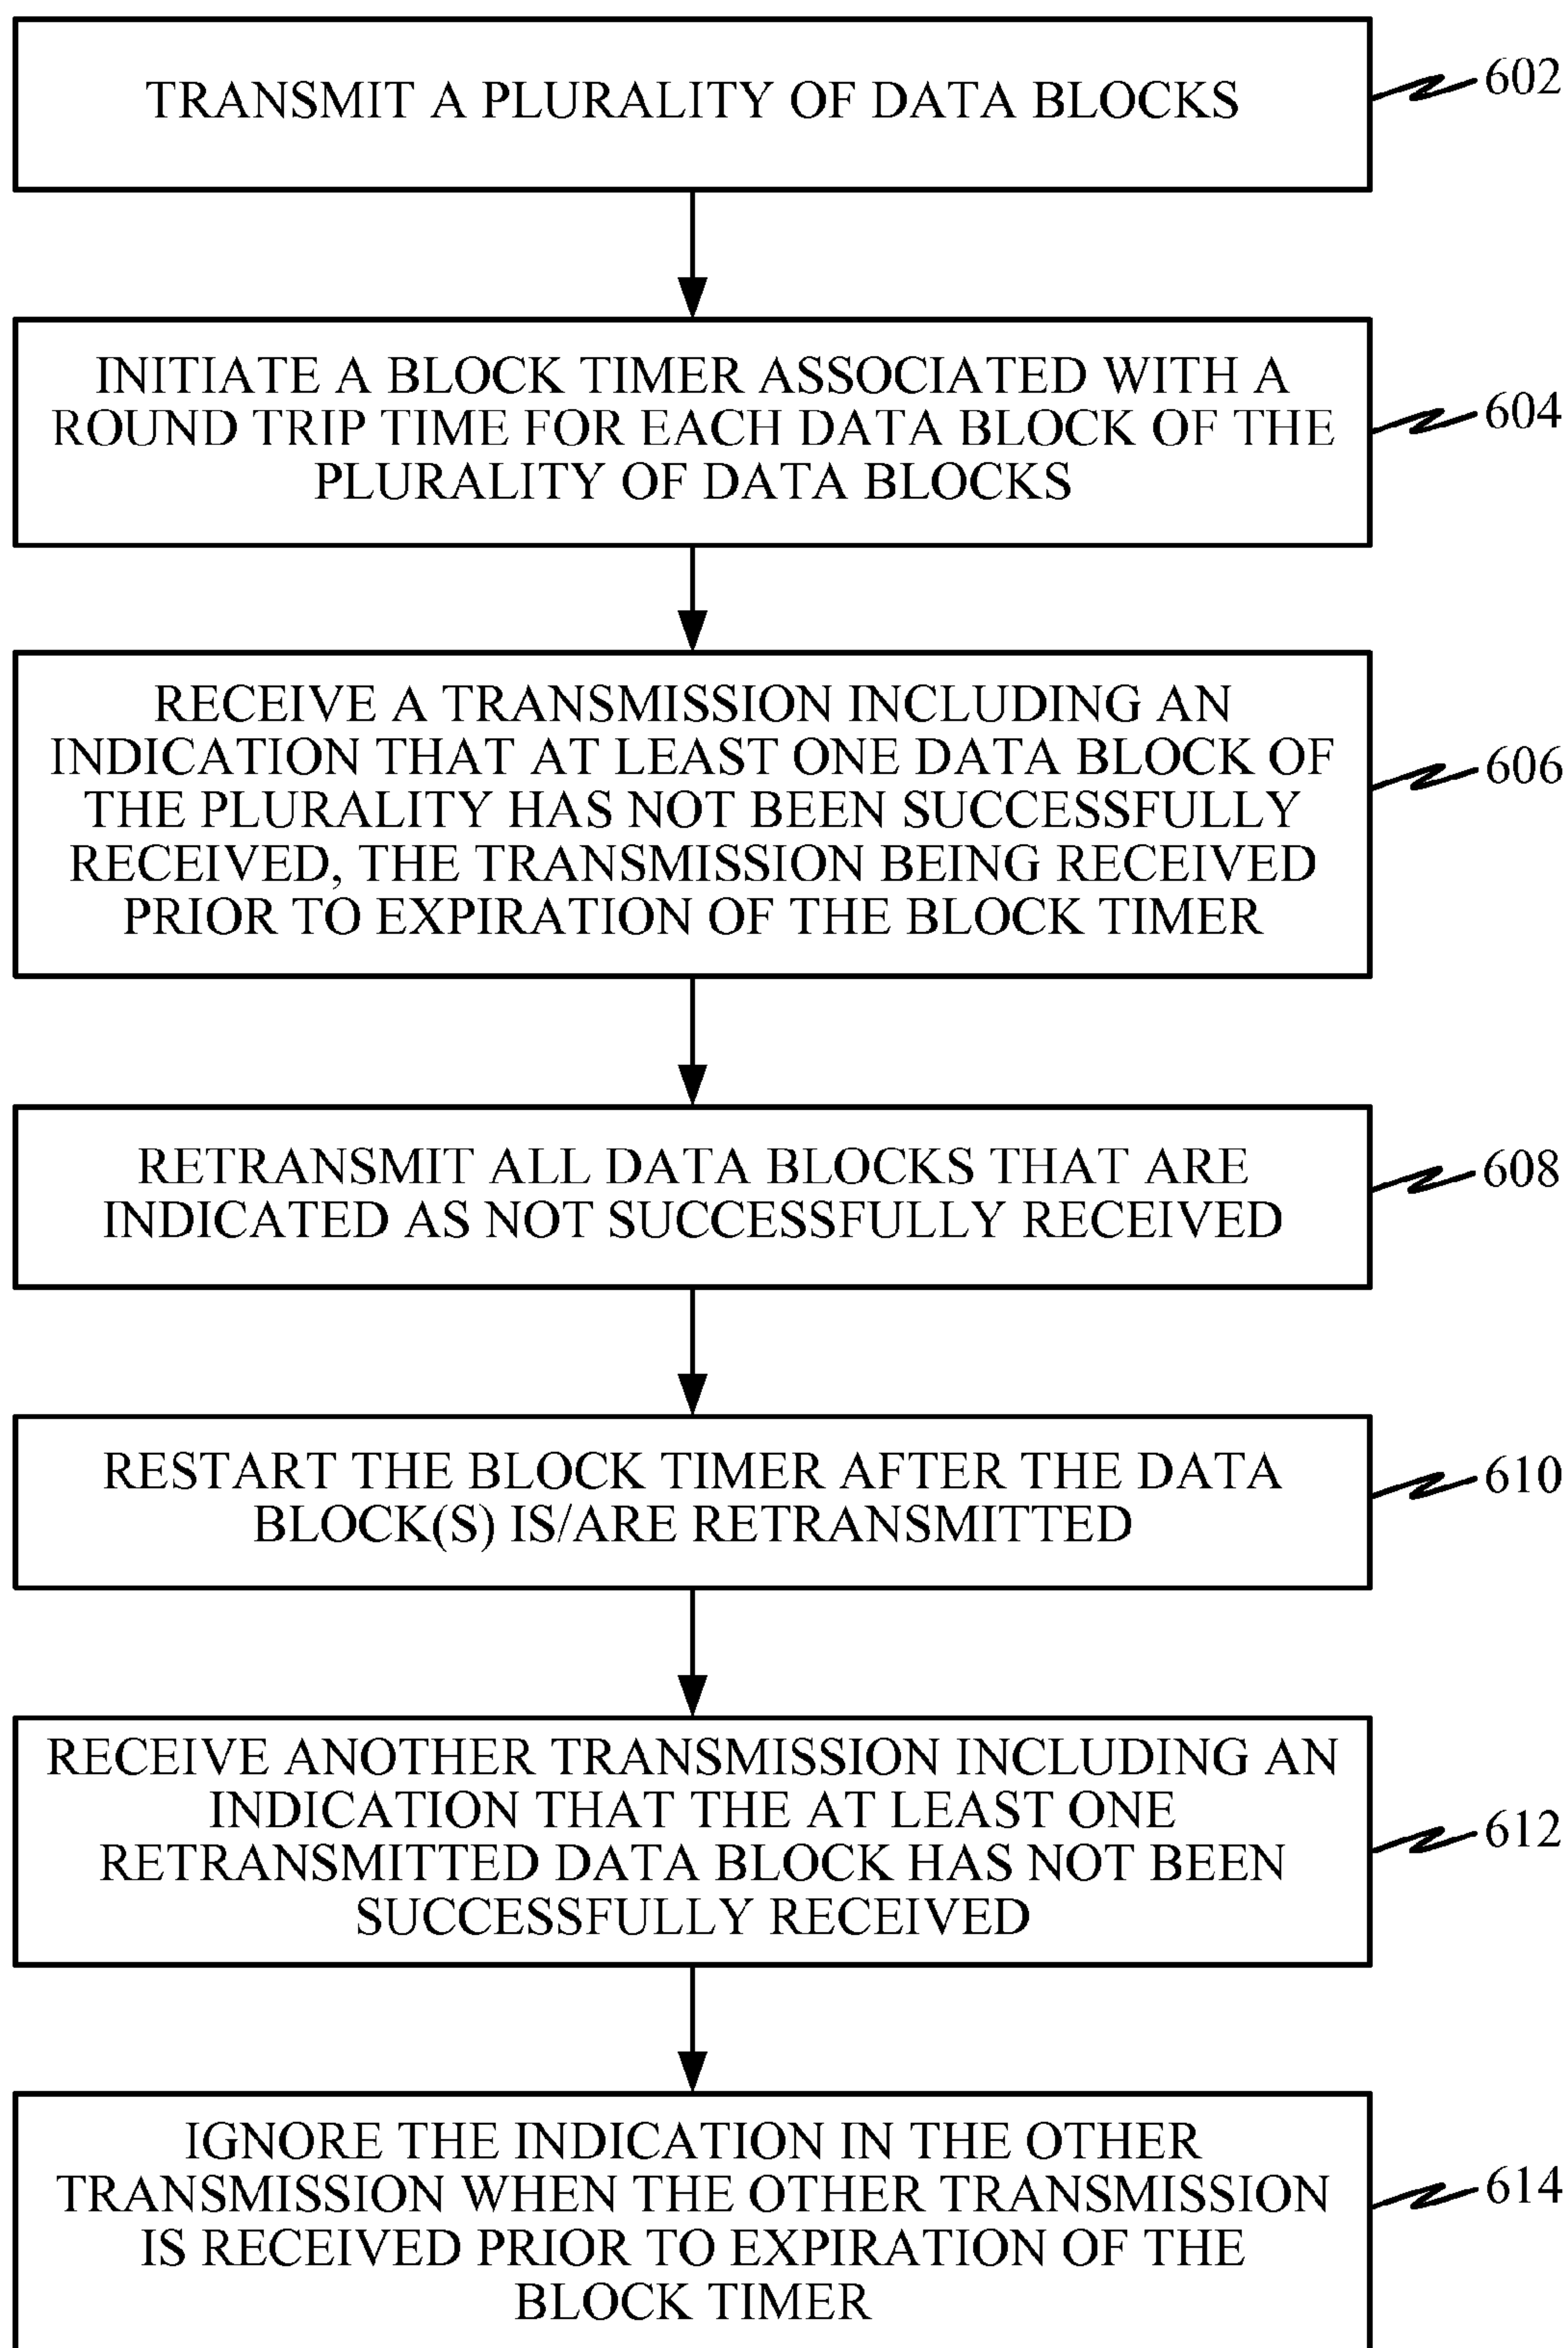 TRANSMIT A PLURALITY OF DATA BLOCKS
602
INITIATE A BLOCK TIMER ASSOCIATED WITH A
ROUND TRIP TIME FOR EACH DATA BLOCK OF THE
PLURALITY OF DATA BLOCKS
604
RECEIVE A TRANSMISSION INCLUDING AN
INDICATION THAT AT LEAST ONE DATA BLOCK OF
THE PLURALITY HAS NOT BEEN SUCCESSFULLY
RECEIVED, THE TRANSMISSION BEING RECEIVED
PRIOR TO EXPIRATION OF THE BLOCK TIMER
606
RETRANSMIT ALL DATA BLOCKS THAT ARE
INDICATED AS NOT SUCCESSFULLY RECEIVED
608
RESTART THE BLOCK TIMER AFTER THE DATA
BLOCK(S) IS/ARE RETRANSMITTED
610
RECEIVE ANOTHER TRANSMISSION INCLUDING AN
INDICATION THAT THE AT LEAST ONE
RETRANSMITTED DATA BLOCK HAS NOT BEEN
SUCCESSFULLY RECEIVED
612
IGNORE THE INDICATION IN THE OTHER
TRANSMISSION WHEN THE OTHER TRANSMISSION
IS RECEIVED PRIOR TO EXPIRATION OF THE
BLOCK TIMER
614